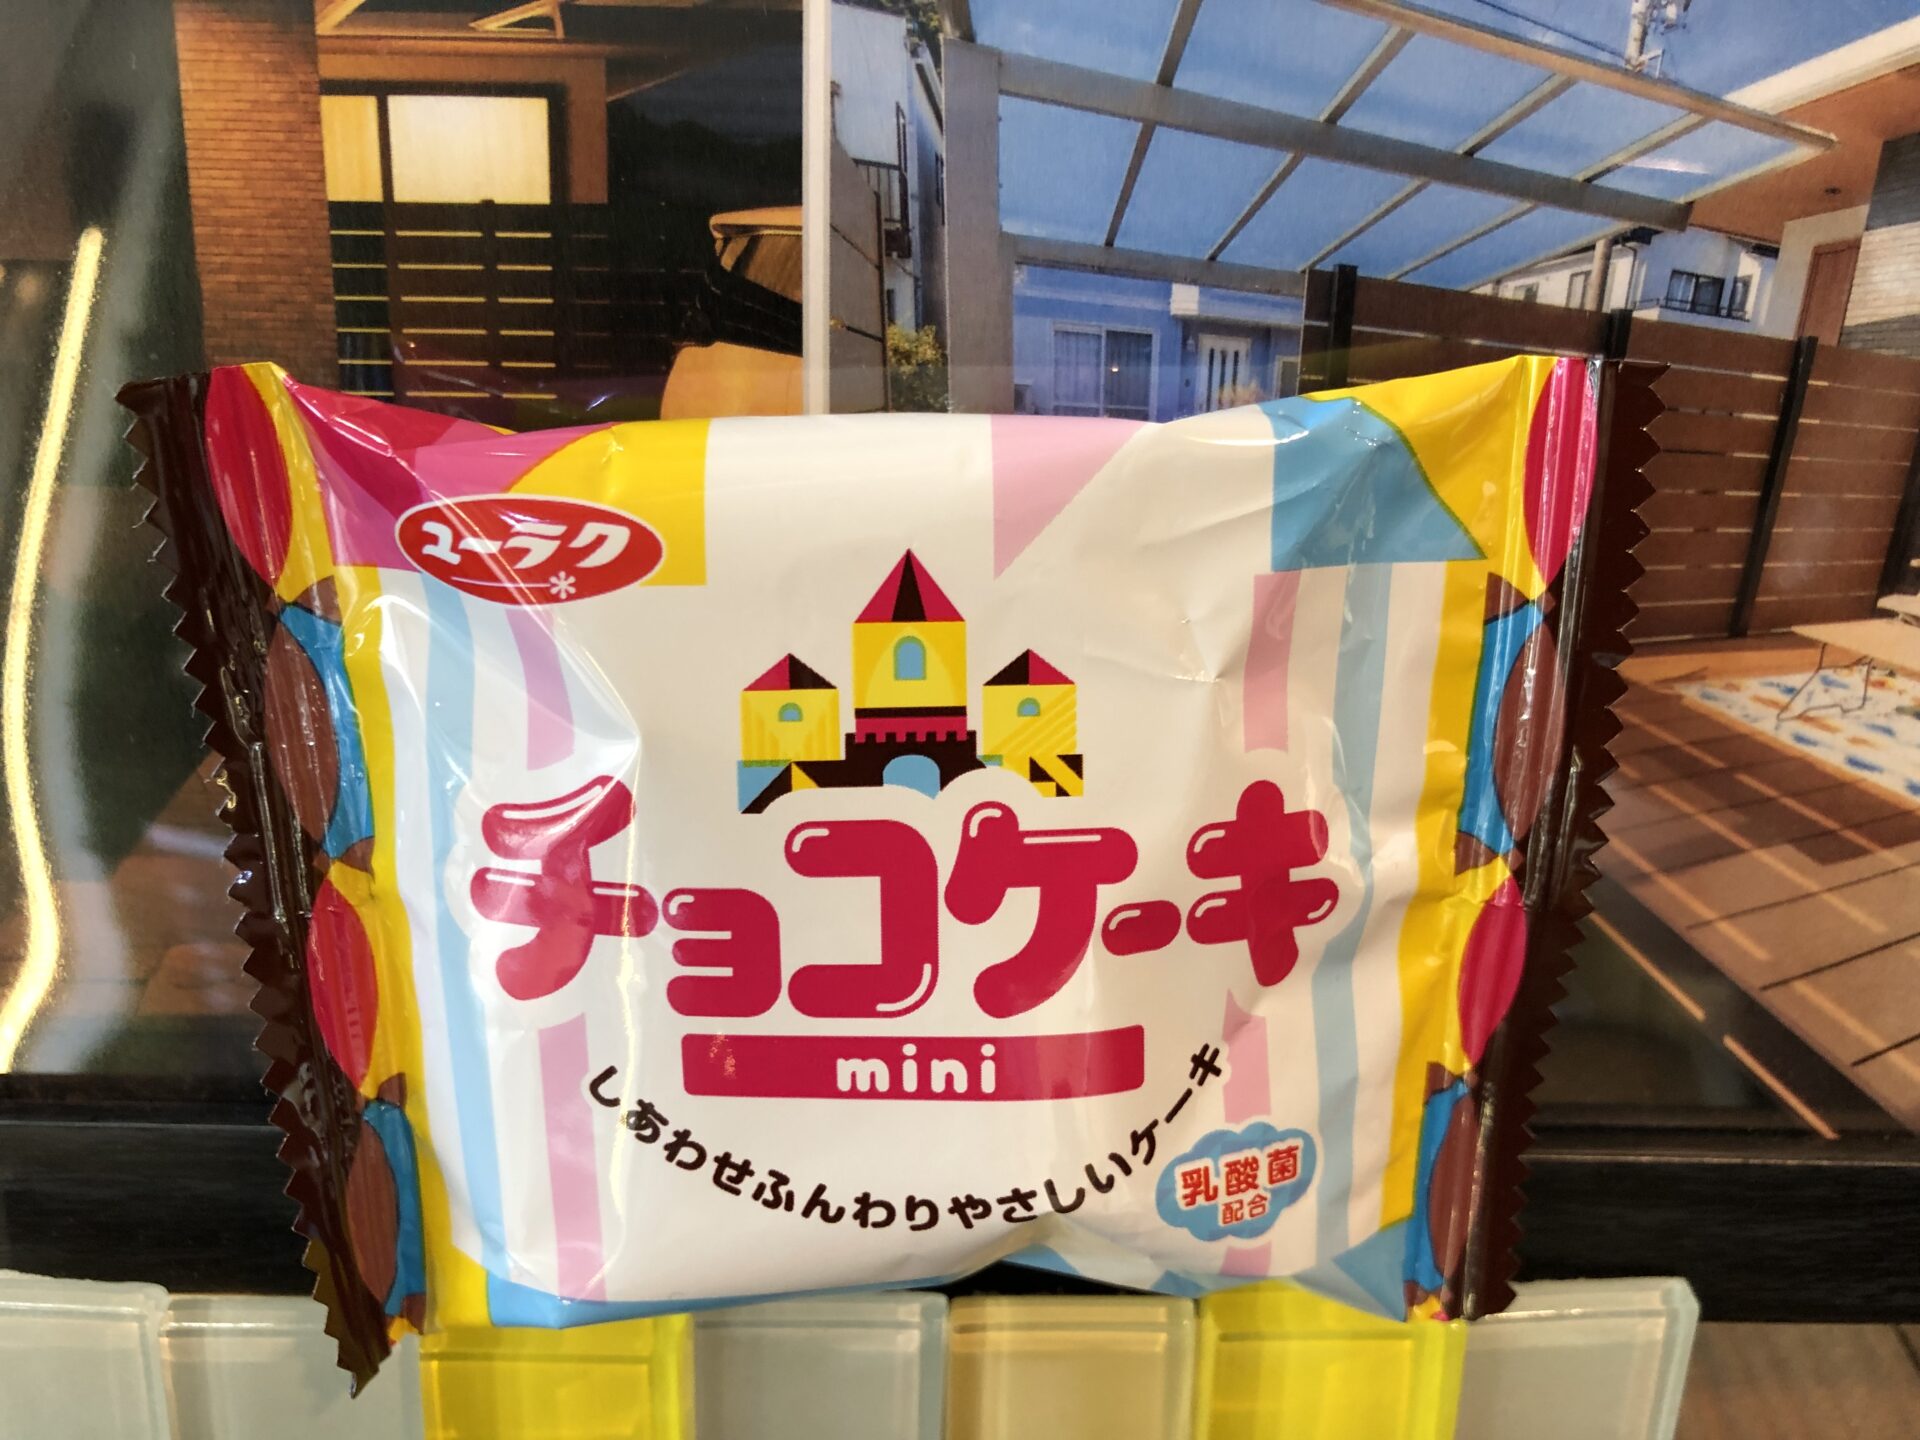 ユーラク
チョコケーキ
mini
しあわせふんわりやさしいケーキ
乳酸菌
配合